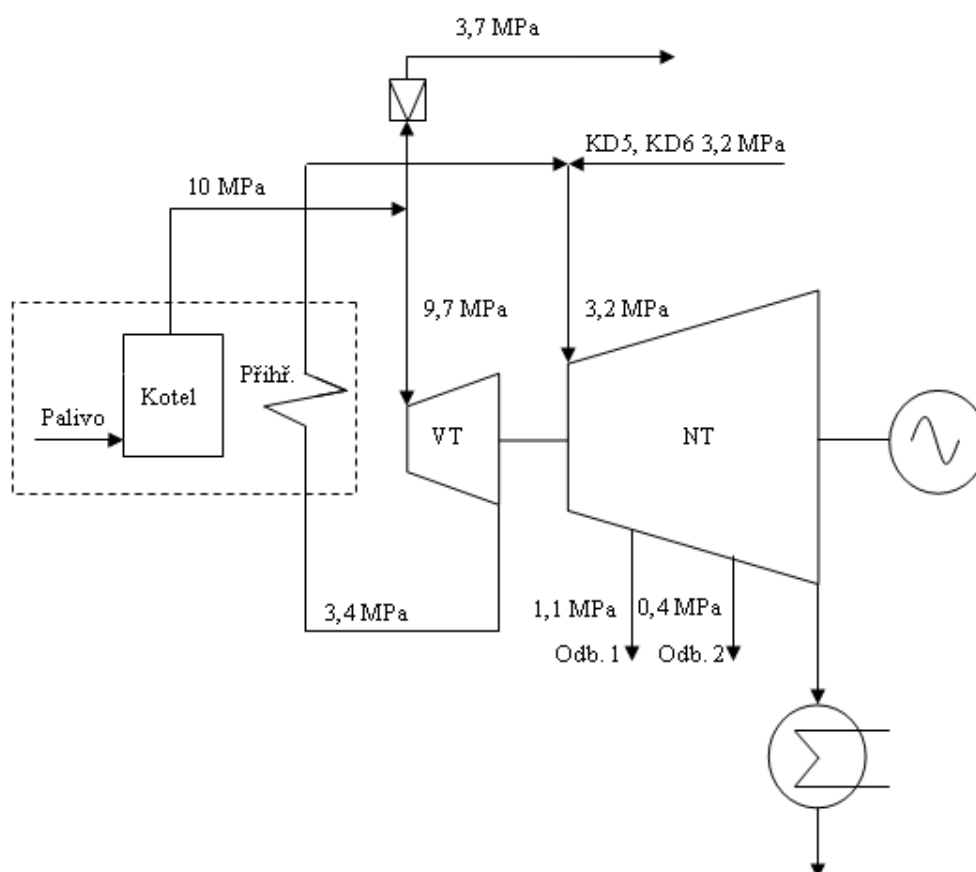 3,7 MPa
KD5, KD6 3,2 MPa
10 MPa
9,7 MPa
3,2 MPa
Přihř.
Kotel
Palivo
VT
NT
3,4 MPa
1,1 MPa
0,4 MPa
Odb. 1
Odb. 2